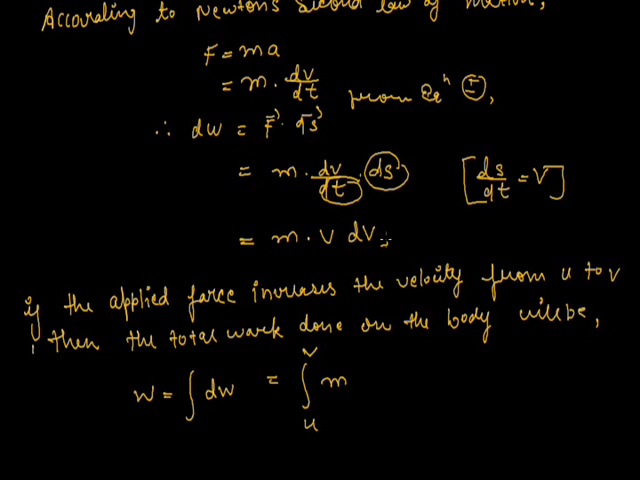 According to Newtons second law of motion,
F = ma
= m · dv/dt from Eqⁿ (I),
∴ dw = F⃗ · ds⃗
= m · dv/dt · ds [ds/dt = V]
= m · V dV
if the applied force increases the velocity from u to v
, then the total work done on the body will be,
W = ∫ dw = ∫ᵤⱽ m